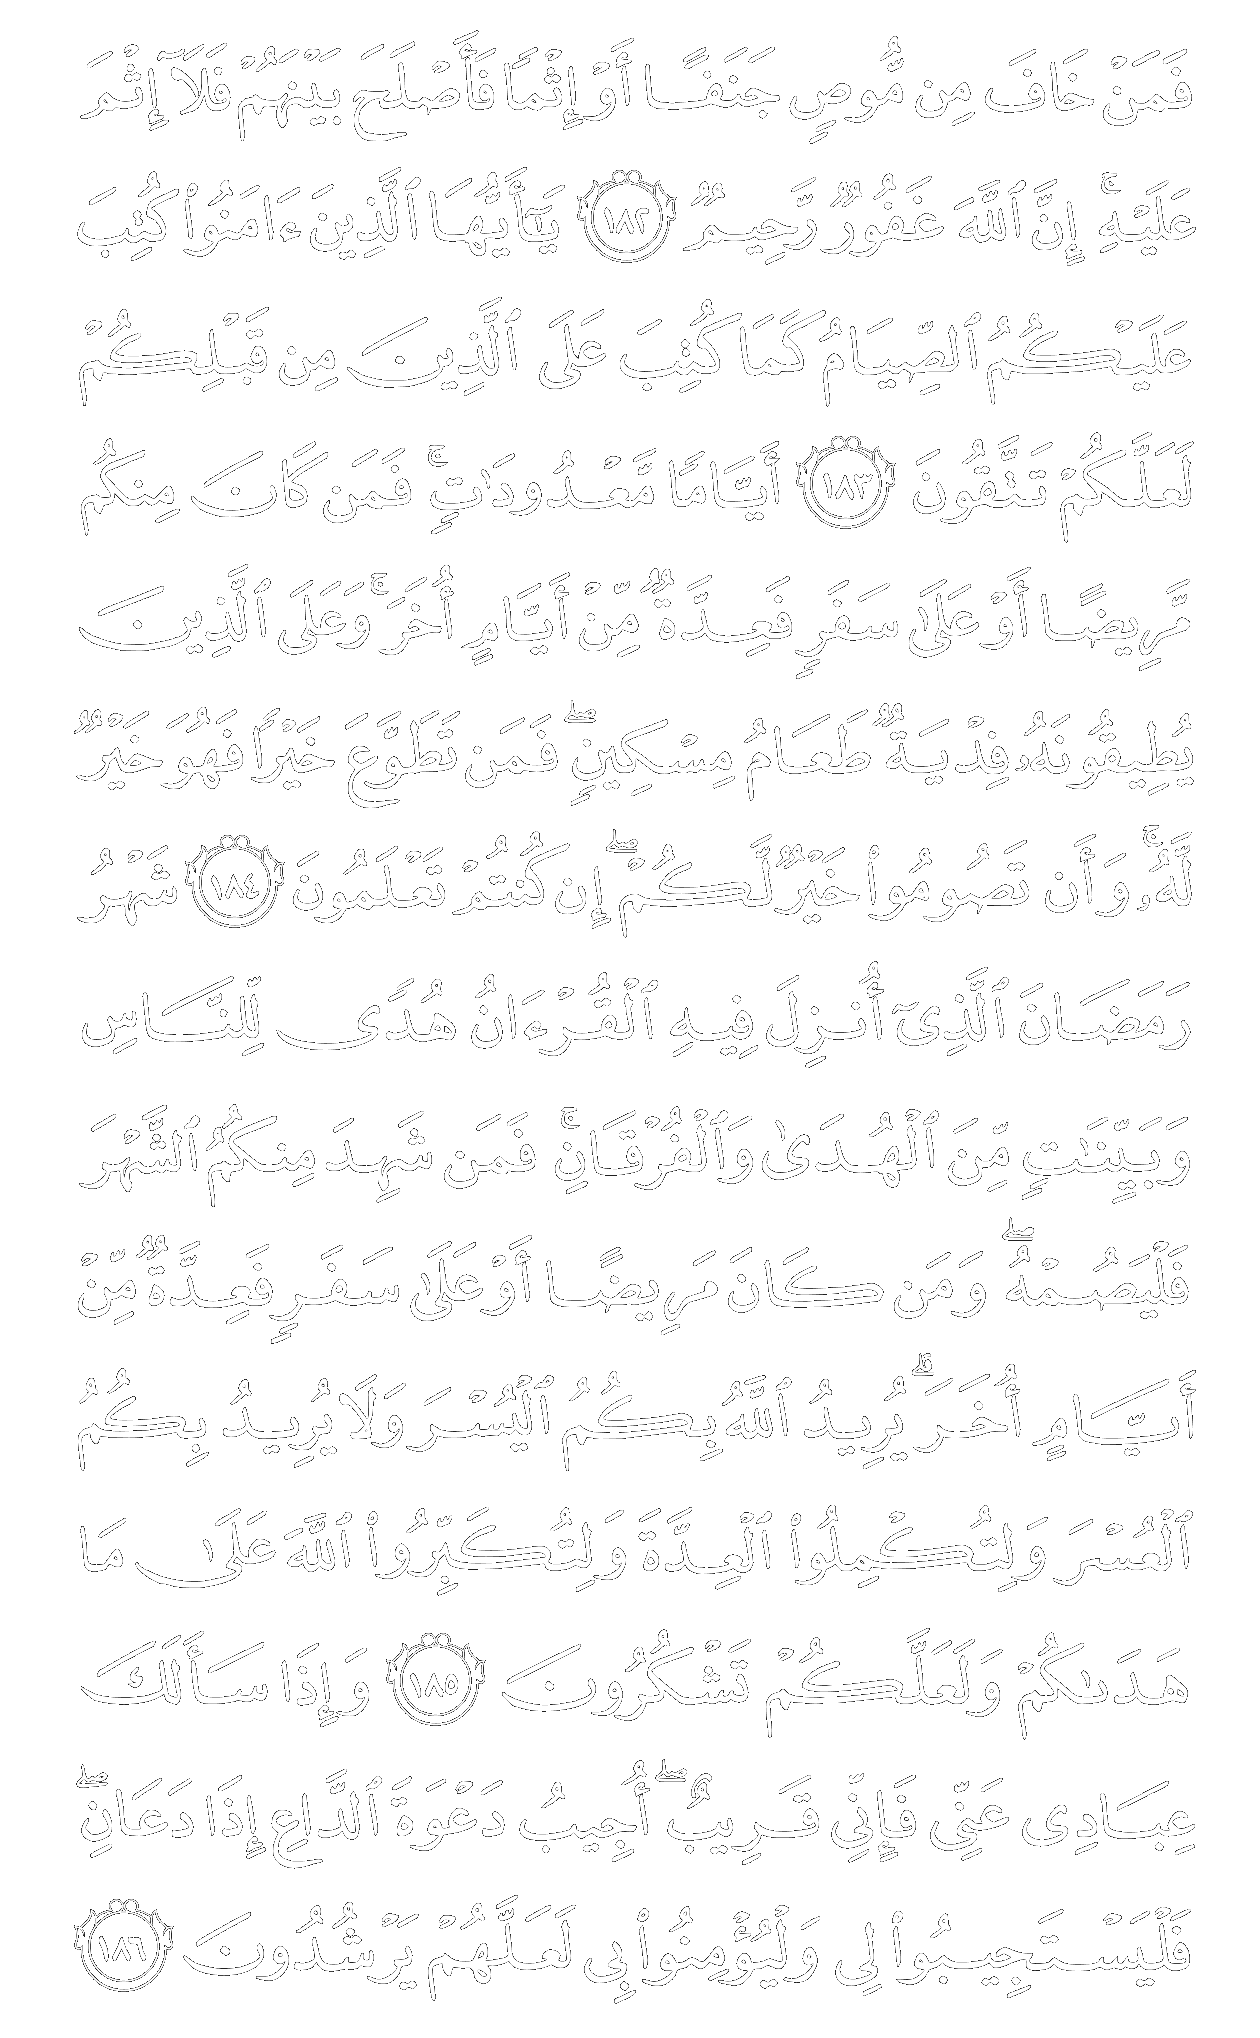 فَمَنْ خَافَ مِن مُّوصٍ جَنَفًا أَوْ إِثْمًا فَأَصْلَحَ بَيْنَهُمْ فَلَآ إِثْمَ
عَلَيْهِ ۚ إِنَّ ٱللَّهَ غَفُورٌ رَّحِيمٌ ١٨٢ يَـٰٓأَيُّهَا ٱلَّذِينَ ءَامَنُوا۟ كُتِبَ
عَلَيْكُمُ ٱلصِّيَامُ كَمَا كُتِبَ عَلَى ٱلَّذِينَ مِن قَبْلِكُمْ
لَعَلَّكُمْ تَتَّقُونَ ١٨٣ أَيَّامًا مَّعْدُودَٰتٍ ۚ فَمَن كَانَ مِنكُم
مَّرِيضًا أَوْ عَلَىٰ سَفَرٍ فَعِدَّةٌ مِّنْ أَيَّامٍ أُخَرَ ۚ وَعَلَى ٱلَّذِينَ
يُطِيقُونَهُۥ فِدْيَةٌ طَعَامُ مِسْكِينٍ ۖ فَمَن تَطَوَّعَ خَيْرًا فَهُوَ خَيْرٌ
لَّهُۥ ۚ وَأَن تَصُومُوا۟ خَيْرٌ لَّكُمْ ۖ إِن كُنتُمْ تَعْلَمُونَ ١٨٤ شَهْرُ
رَمَضَانَ ٱلَّذِىٓ أُنزِلَ فِيهِ ٱلْقُرْءَانُ هُدًى لِّلنَّاسِ
وَبَيِّنَـٰتٍ مِّنَ ٱلْهُدَىٰ وَٱلْفُرْقَانِ ۚ فَمَن شَهِدَ مِنكُمُ ٱلشَّهْرَ
فَلْيَصُمْهُ ۖ وَمَن كَانَ مَرِيضًا أَوْ عَلَىٰ سَفَرٍ فَعِدَّةٌ مِّنْ
أَيَّامٍ أُخَرَ ۗ يُرِيدُ ٱللَّهُ بِكُمُ ٱلْيُسْرَ وَلَا يُرِيدُ بِكُمُ
ٱلْعُسْرَ وَلِتُكْمِلُوا۟ ٱلْعِدَّةَ وَلِتُكَبِّرُوا۟ ٱللَّهَ عَلَىٰ مَا
هَدَىٰكُمْ وَلَعَلَّكُمْ تَشْكُرُونَ ١٨٥ وَإِذَا سَأَلَكَ
عِبَادِى عَنِّى فَإِنِّى قَرِيبٌ ۖ أُجِيبُ دَعْوَةَ ٱلدَّاعِ إِذَا دَعَانِ ۖ
فَلْيَسْتَجِيبُوا۟ لِى وَلْيُؤْمِنُوا۟ بِى لَعَلَّهُمْ يَرْشُدُونَ ١٨٦